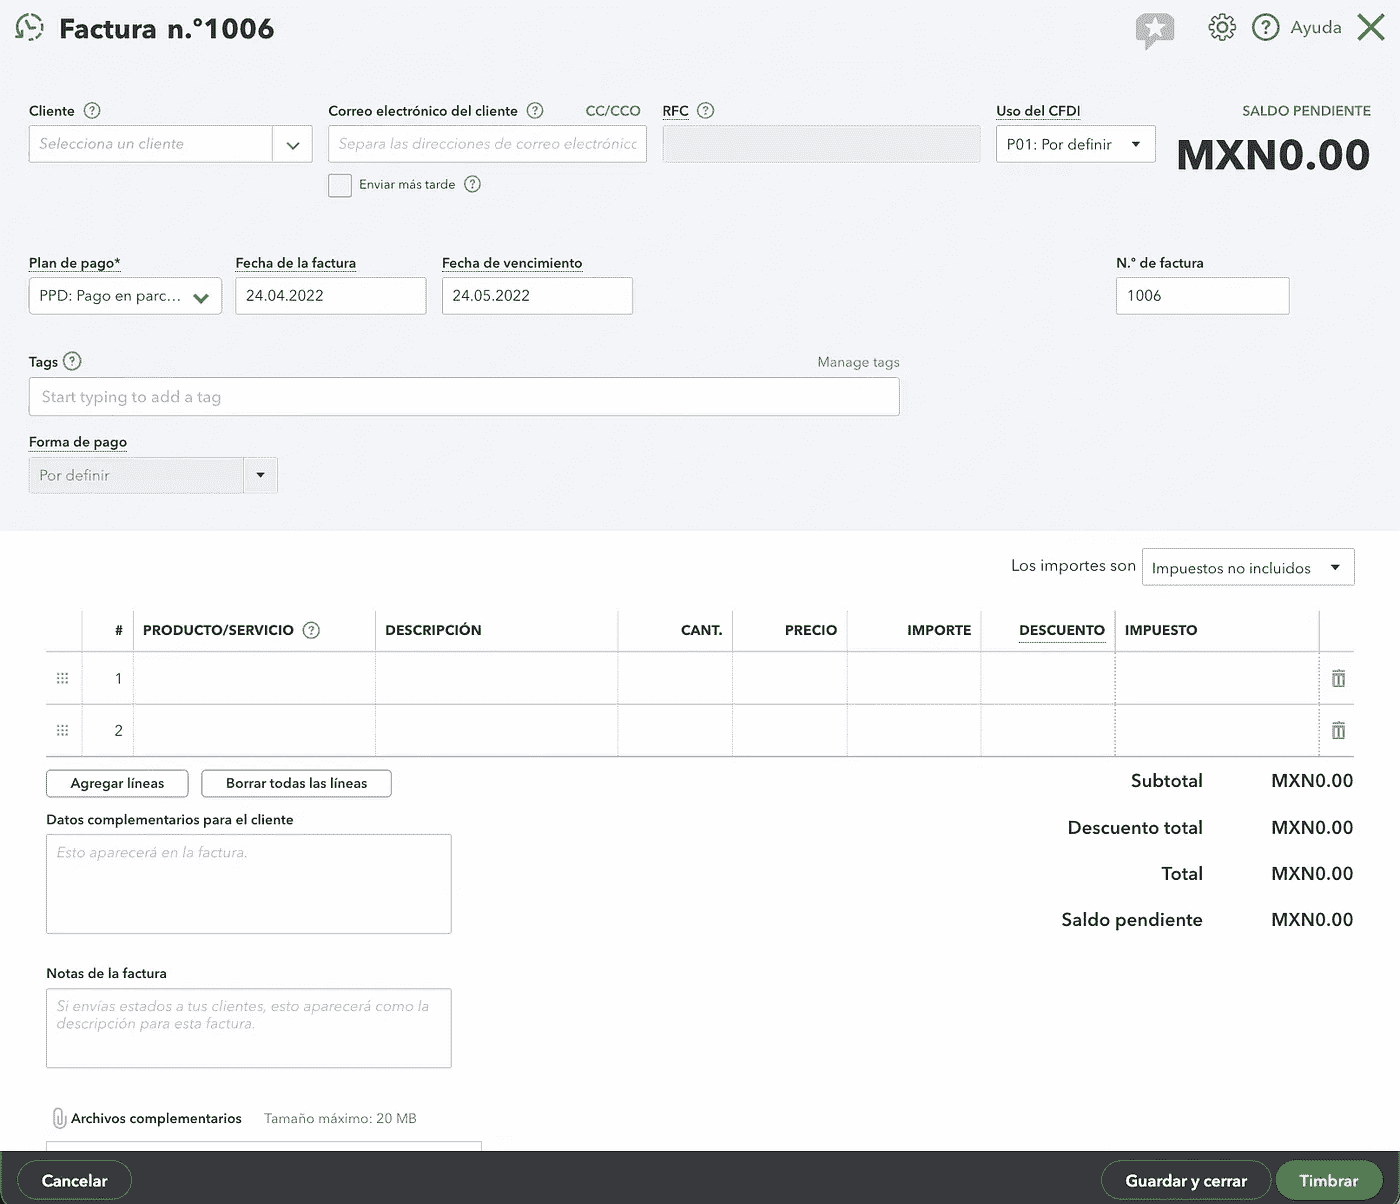 Factura n.°1006
Ayuda
Cliente
Correo electrónico del cliente
CC/CCO
RFC
Uso del CFDI
SALDO PENDIENTE
Selecciona un cliente
Separa las direcciones de correo electrónic
P01: Por definir
MXN0.00
Enviar más tarde
Plan de pago*
Fecha de la factura
Fecha de vencimiento
N.° de factura
PPD: Pago en parc...
24.04.2022
24.05.2022
1006
Tags
Manage tags
Start typing to add a tag
Forma de pago
Por definir
Los importes son
Impuestos no incluidos
# PRODUCTO/SERVICIO DESCRIPCIÓN CANT. PRECIO IMPORTE DESCUENTO IMPUESTO
1
2
Agregar líneas
Borrar todas las líneas
Subtotal MXN0.00
Datos complementarios para el cliente
Descuento total MXN0.00
Esto aparecerá en la factura.
Total MXN0.00
Saldo pendiente MXN0.00
Notas de la factura
Si envías estados a tus clientes, esto aparecerá como la
descripción para esta factura.
Archivos complementarios
Tamaño máximo: 20 MB
Cancelar
Guardar y cerrar
Timbrar